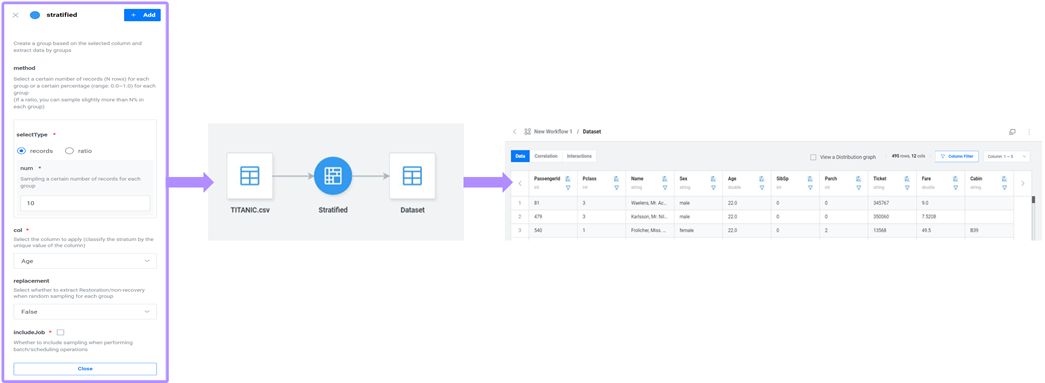 stratified
+ Add
Create a group based on the selected column and
extract data by groups
method
Select a certain number of records (N rows) for each
group or a certain percentage (range: 0.0~1.0) for each
group
(If a ratio, you can sample slightly more than N% in
each group)
selectType *
records ratio
num *
Sampling a certain number of records for each
group
10
col *
Select the column to apply (classify the stratum by the
unique value of the column)
Age
replacement
Select whether to extract Restoration/non-recovery
when random sampling for each group
False
includeJob *
Whether to include sampling when performing
batch/scheduling operations
Close
TITANIC.csv Stratified Dataset
New Workflow 1 / Dataset
Data Correlation Interactions View a Distribution graph 495 rows, 12 cols Column Filter Column: 1 ~ 5
PassengerId Pclass Name Sex Age SibSp Parch Ticket Fare Cabin
int int string string double int int string double string
1 81 3 Waelens, Mr. Ac... male 22.0 0 0 345767 9.0
2 479 3 Karlsson, Mr. Nil... male 22.0 0 0 350060 7.5208
3 540 1 Frolicher, Miss. ... female 22.0 0 2 13568 49.5 B39